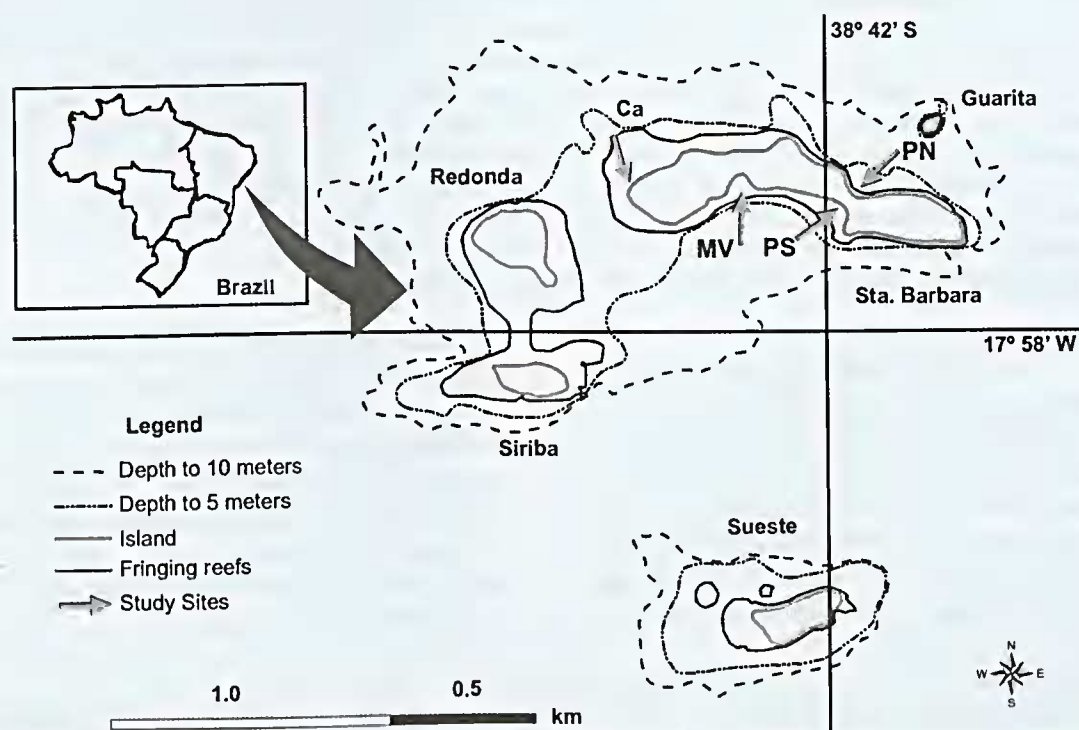 38° 42' S
Guarita
Ca
PN
Redonda
MV
PS
Brazil
Sta. Barbara
17° 58' W
Legend
Siriba
Depth to 10 meters
Depth to 5 meters
Sueste
Island
Fringing reefs
Study Sites
N
W E
S
1.0 0.5
km